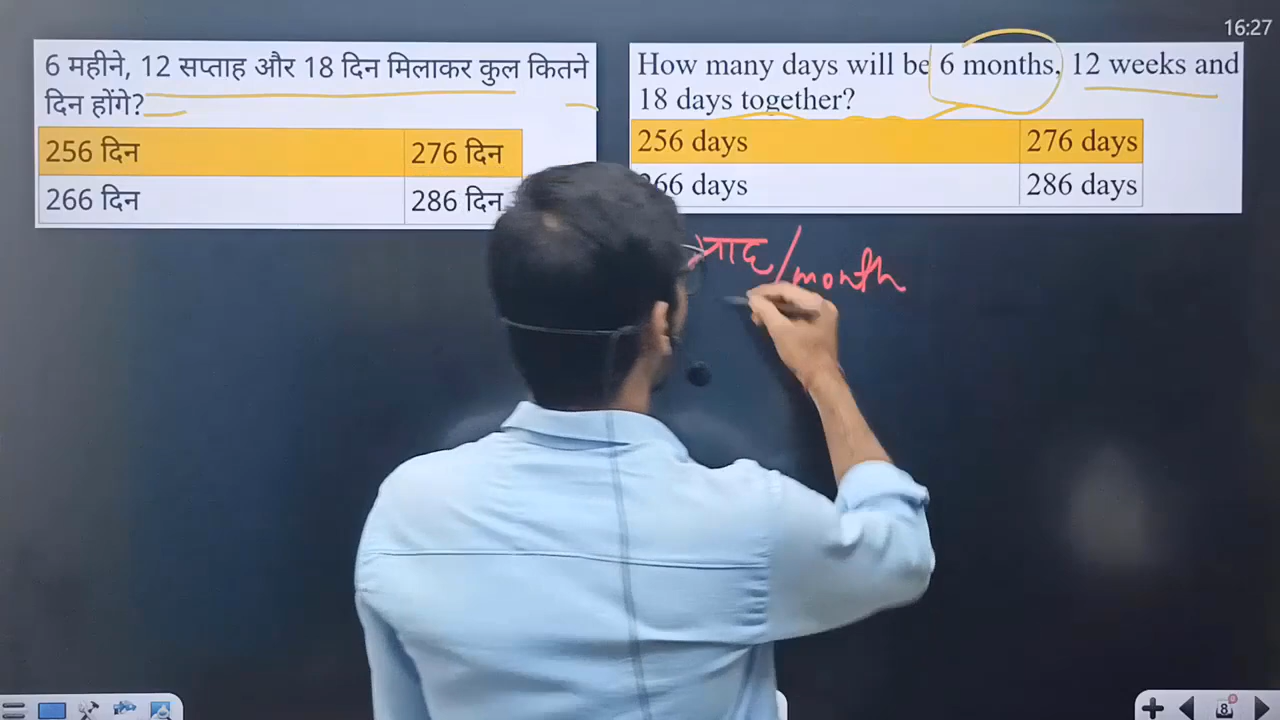 16:27
6 महीने, 12 सप्ताह और 18 दिन मिलाकर कुल कितने
दिन होंगे?
256 दिन 276 दिन
266 दिन 286 दिन
How many days will be 6 months, 12 weeks and
18 days together?
256 days 276 days
66 days 286 days
/month
8